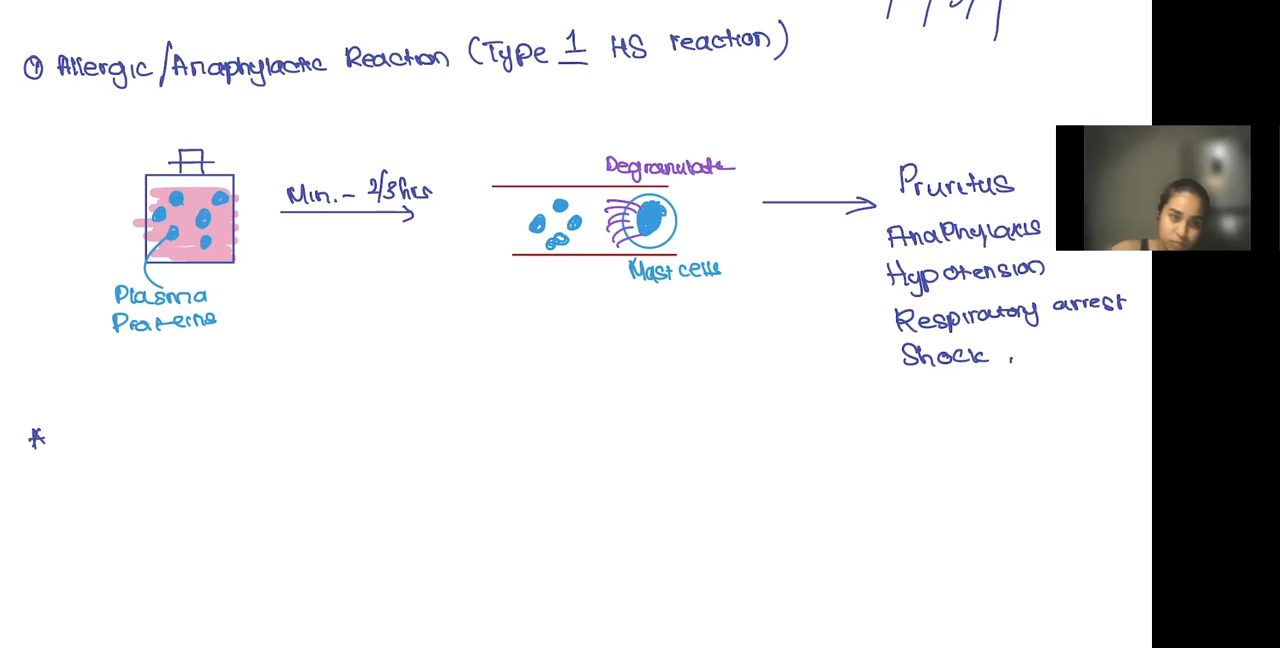 ① Allergic/Anaphylactic Reaction (Type 1 HS reaction)
Min. - 2/3hrs
Degranulate
Mast cells
Plasma
Proteins
Pruritus
Anaphylaxis
Hypotension
Respiratory arrest
Shock.
*